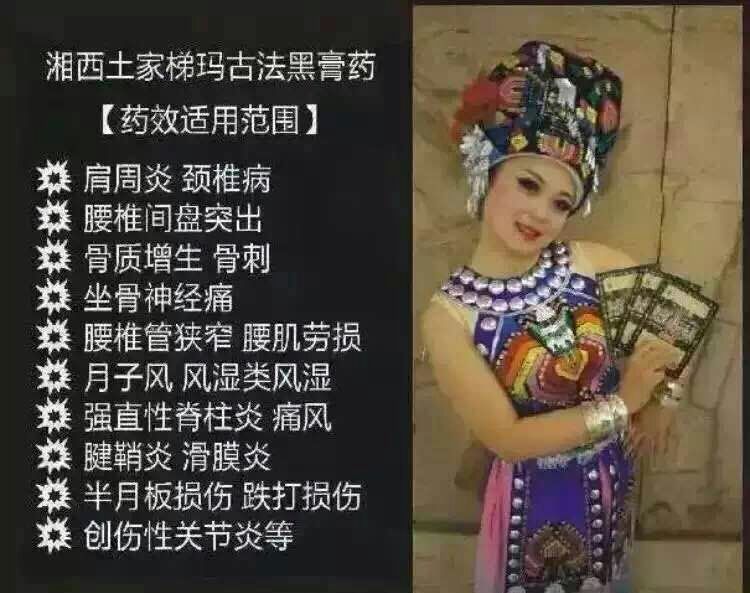 湘西土家梯玛古法黑膏药
【药效适用范围】
肩周炎 颈椎病
腰椎间盘突出
骨质增生 骨刺
坐骨神经痛
腰椎管狭窄 腰肌劳损
月子风 风湿类风湿
强直性脊柱炎 痛风
腱鞘炎 滑膜炎
半月板损伤 跌打损伤
创伤性关节炎等